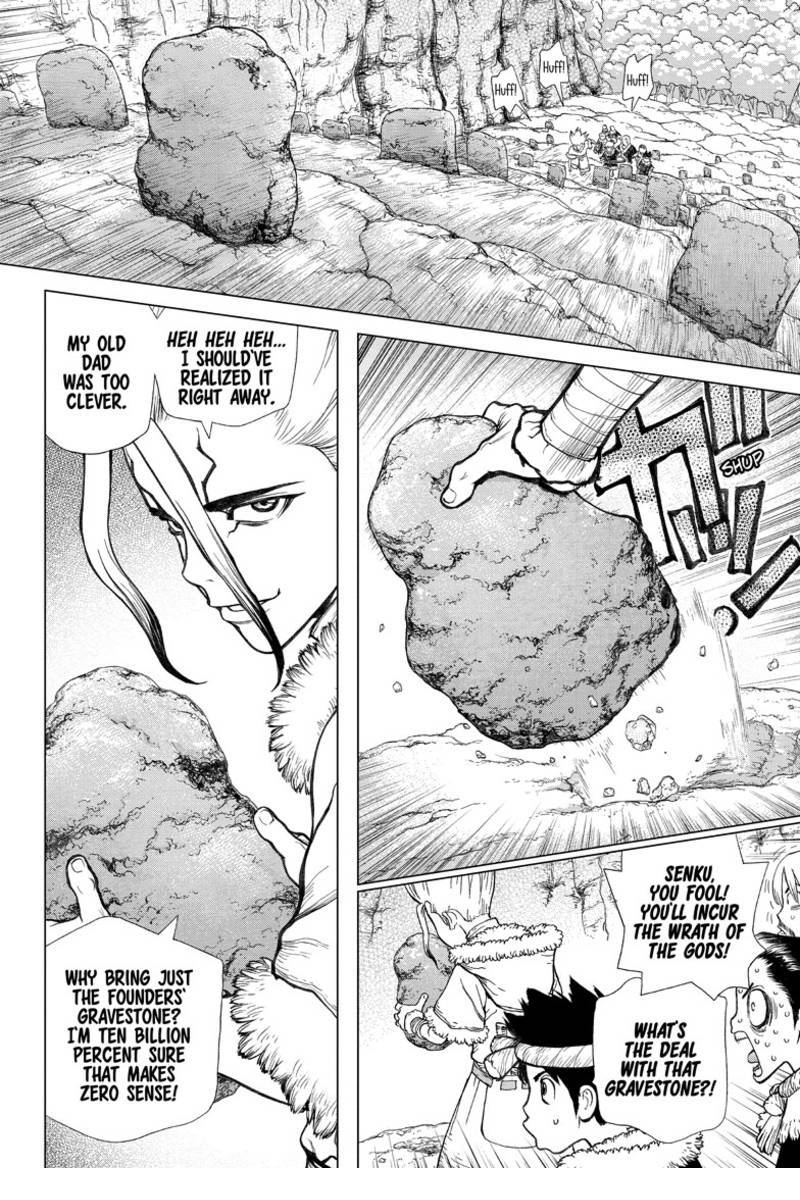 Huff!
Huff!
Huff!
SHUP
HEH HEH HEH...
I SHOULD'VE
REALIZED IT
RIGHT AWAY.
MY OLD
DAD
WAS TOO
CLEVER.
WHY BRING JUST
THE FOUNDERS'
GRAVESTONE?
I'M TEN BILLION
PERCENT SURE
THAT MAKES
ZERO SENSE!
SENKU,
YOU FOOL!
YOU'LL INCUR
THE WRATH OF
THE GODS!
WHAT'S
THE DEAL
WITH THAT
GRAVESTONE?!